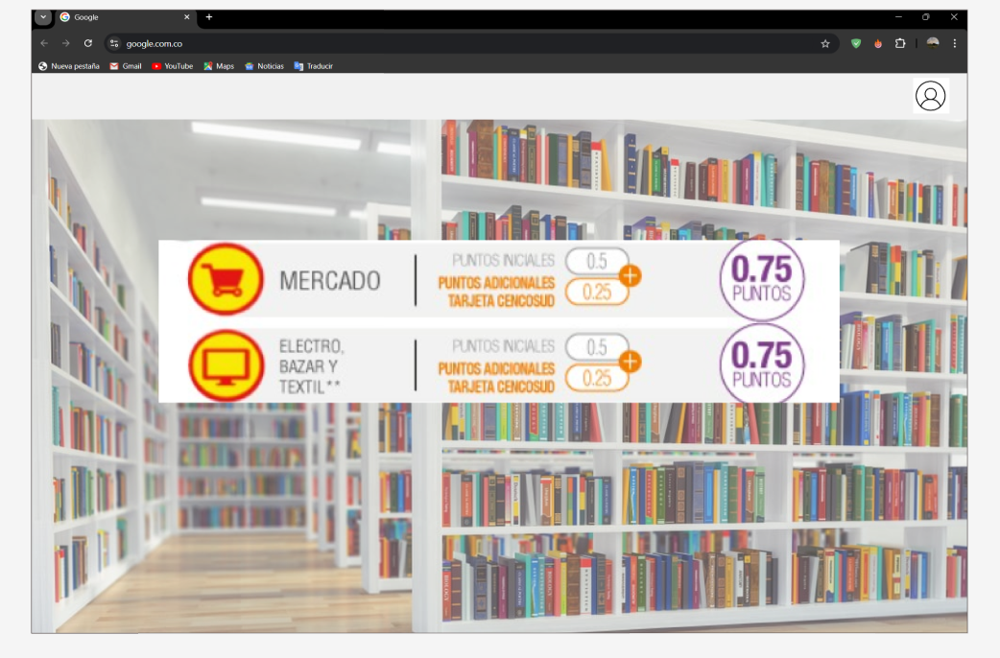 Google
google.com.co
Nueva pestaña Gmail YouTube Maps Noticias Traducir
MERCADO
PUNTOS INICIALES 0.5
PUNTOS ADICIONALES
TARJETA CENCOSUD
0.25
+
0.75
PUNTOS
ELECTRO,
BAZAR Y
TEXTIL**
PUNTOS INICIALES 0.5
PUNTOS ADICIONALES
TARJETA CENCOSUD
0.25
+
0.75
PUNTOS
BIOLOGY